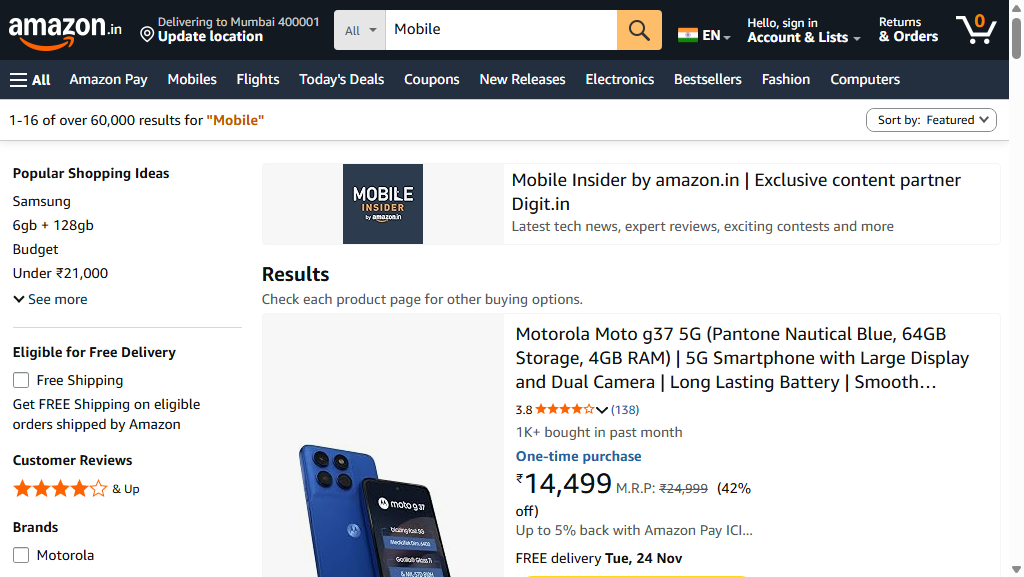 amazon.in
Delivering to Mumbai 400001
Update location
All
Mobile
EN
Hello, sign in
Account & Lists
Returns
& Orders
0
All
Amazon Pay
Mobiles
Flights
Today's Deals
Coupons
New Releases
Electronics
Bestsellers
Fashion
Computers
1-16 of over 60,000 results for "Mobile"
Sort by: Featured
Popular Shopping Ideas
Samsung
6gb + 128gb
Budget
Under ₹21,000
See more
Eligible for Free Delivery
Free Shipping
Get FREE Shipping on eligible
orders shipped by Amazon
Customer Reviews
& Up
Brands
Motorola
MOBILE
INSIDER
by amazon.in
Mobile Insider by amazon.in | Exclusive content partner
Digit.in
Latest tech news, expert reviews, exciting contests and more
Results
Check each product page for other buying options.
moto g37
Motorola Moto g37 5G (Pantone Nautical Blue, 64GB
Storage, 4GB RAM) | 5G Smartphone with Large Display
and Dual Camera | Long Lasting Battery | Smooth…
3.8 (138)
1K+ bought in past month
One-time purchase
₹14,499 M.R.P: ₹24,999 (42%
off)
Up to 5% back with Amazon Pay ICI…
FREE delivery Tue, 24 Nov